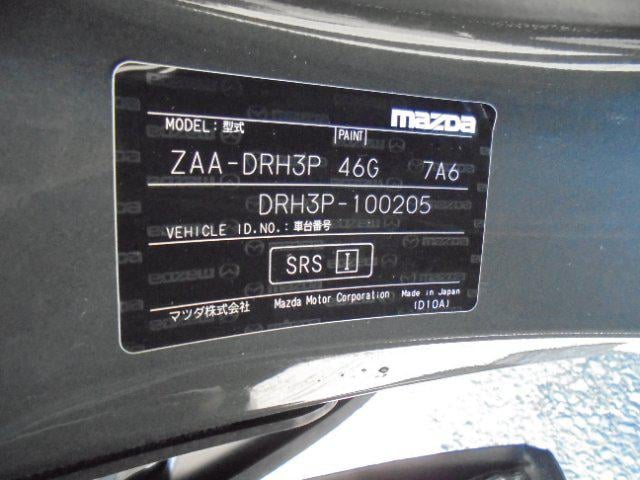 mazda
MODEL:型式 PAINT
ZAA-DRH3P 46G 7A6
DRH3P-100205
VEHICLE ID.NO.:車台番号
SRS I
マツダ株式会社 Mazda Motor Corporation Made in Japan
(D10A)